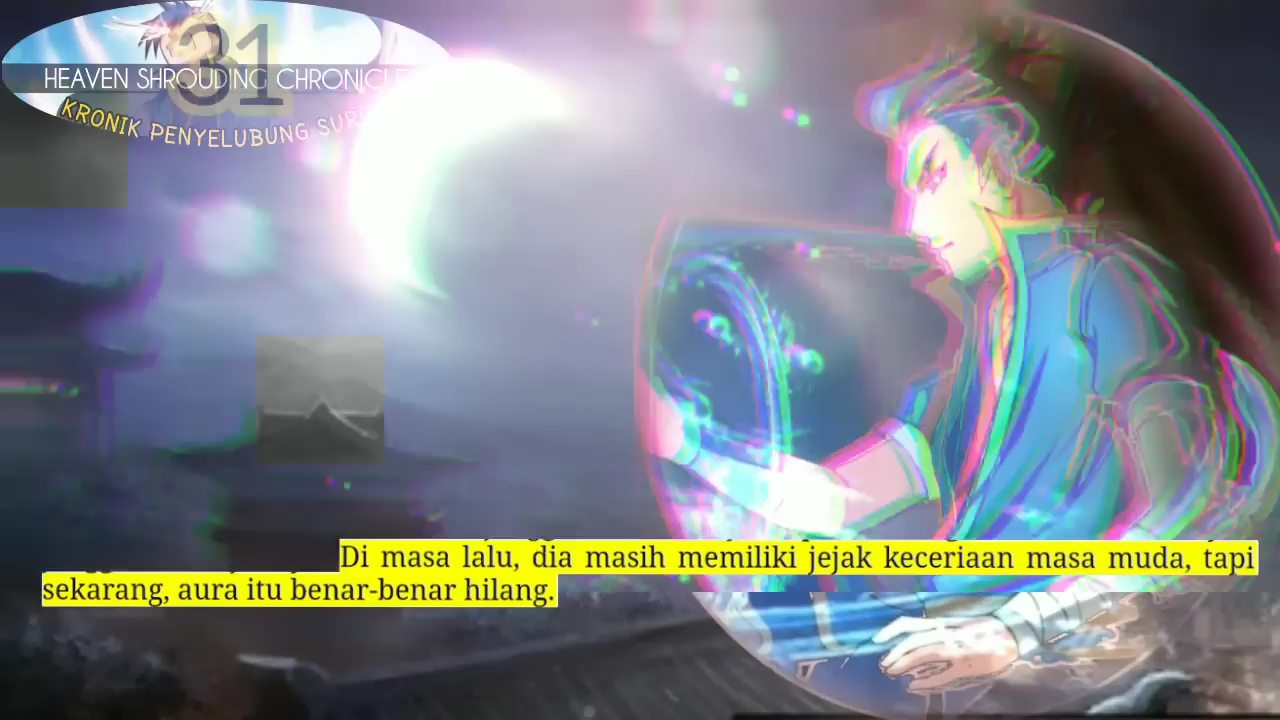 31
HEAVEN SHROUDING CHRONICLE
KRONIK PENYELUBUNG
Di masa lalu, dia masih memiliki jejak keceriaan masa muda, tapi
sekarang, aura itu benar-benar hilang.